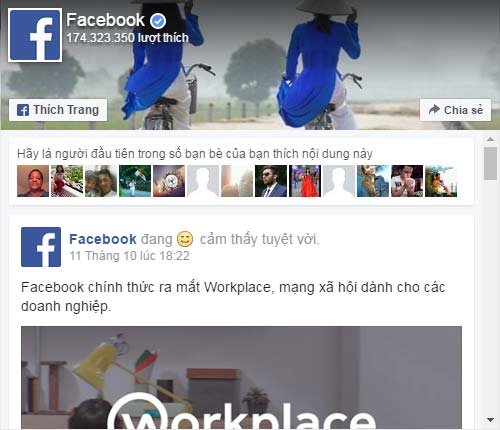 Facebook
174.323.350 lượt thích
Thích Trang
Chia sẻ
Hãy là người đầu tiên trong số bạn bè của bạn thích nội dung này
Facebook đang cảm thấy tuyệt vời.
11 Tháng 10 lúc 18:22
Facebook chính thức ra mắt Workplace, mạng xã hội dành cho các
doanh nghiệp.
Workplace